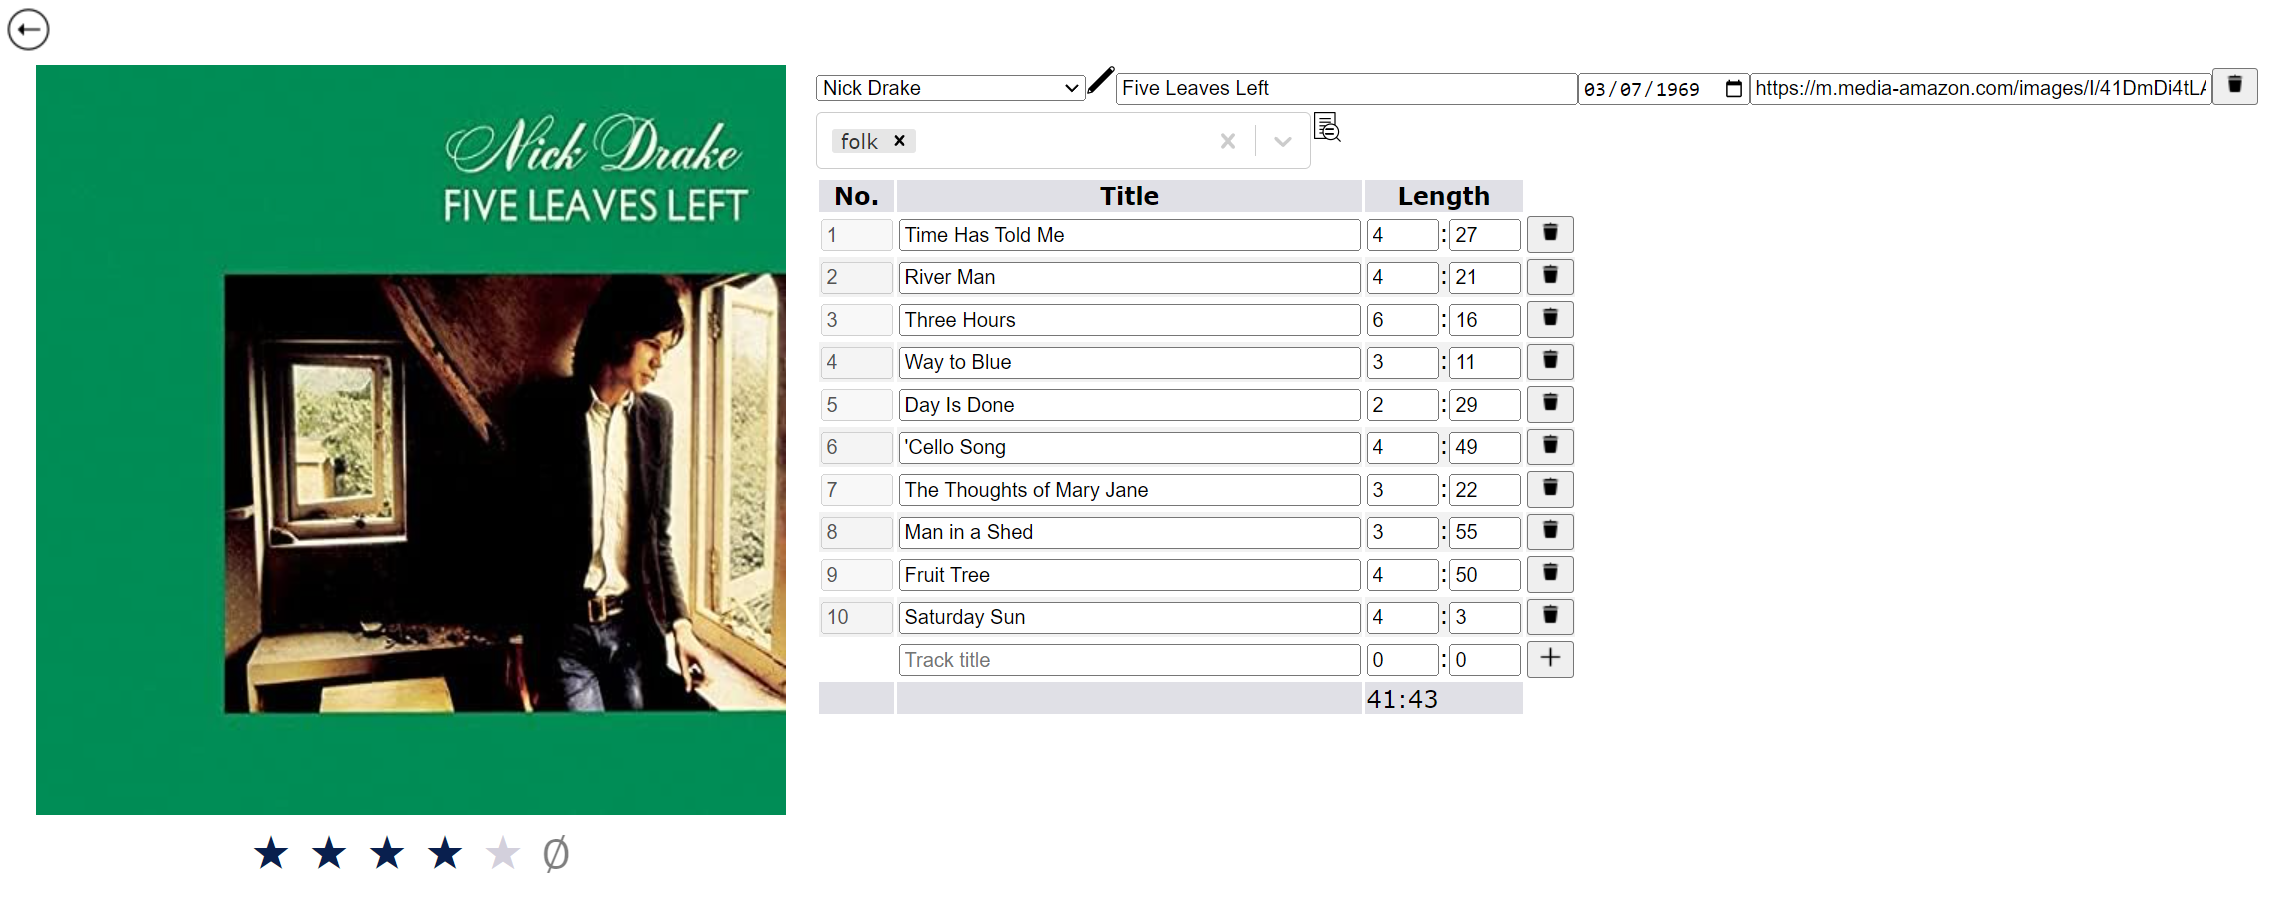 Nick Drake
FIVE LEAVES LEFT
Nick Drake Five Leaves Left 03/07/1969 https://m.media-amazon.com/images/I/41DmDi4tL
folk
No. Title Length
1 Time Has Told Me 4 : 27
2 River Man 4 : 21
3 Three Hours 6 : 16
4 Way to Blue 3 : 11
5 Day Is Done 2 : 29
6 'Cello Song 4 : 49
7 The Thoughts of Mary Jane 3 : 22
8 Man in a Shed 3 : 55
9 Fruit Tree 4 : 50
10 Saturday Sun 4 : 3
Track title 0 : 0
41:43